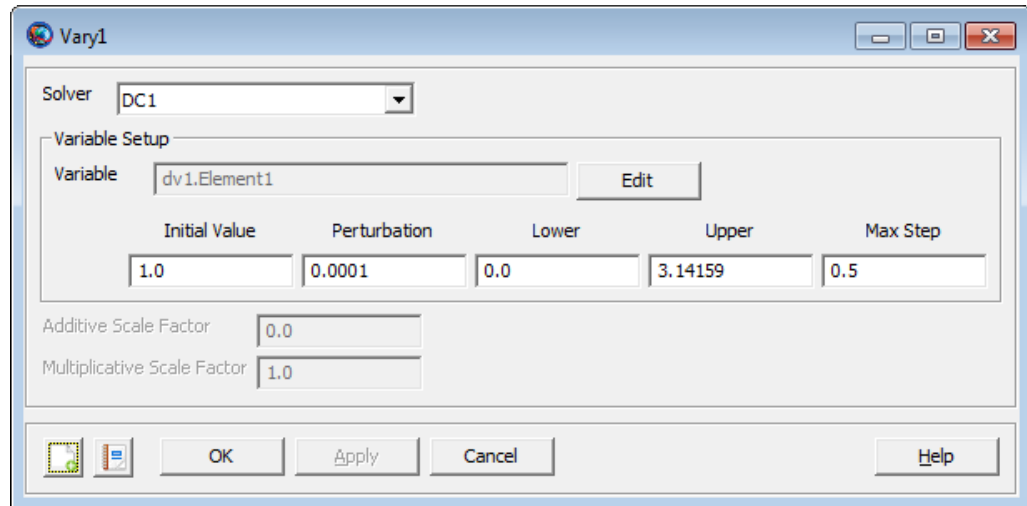 Vary1
Solver DC1
Variable Setup
Variable dv1.Element1 Edit
Initial Value Perturbation Lower Upper Max Step
1.0 0.0001 0.0 3.14159 0.5
Additive Scale Factor 0.0
Multiplicative Scale Factor 1.0
OK Apply Cancel Help